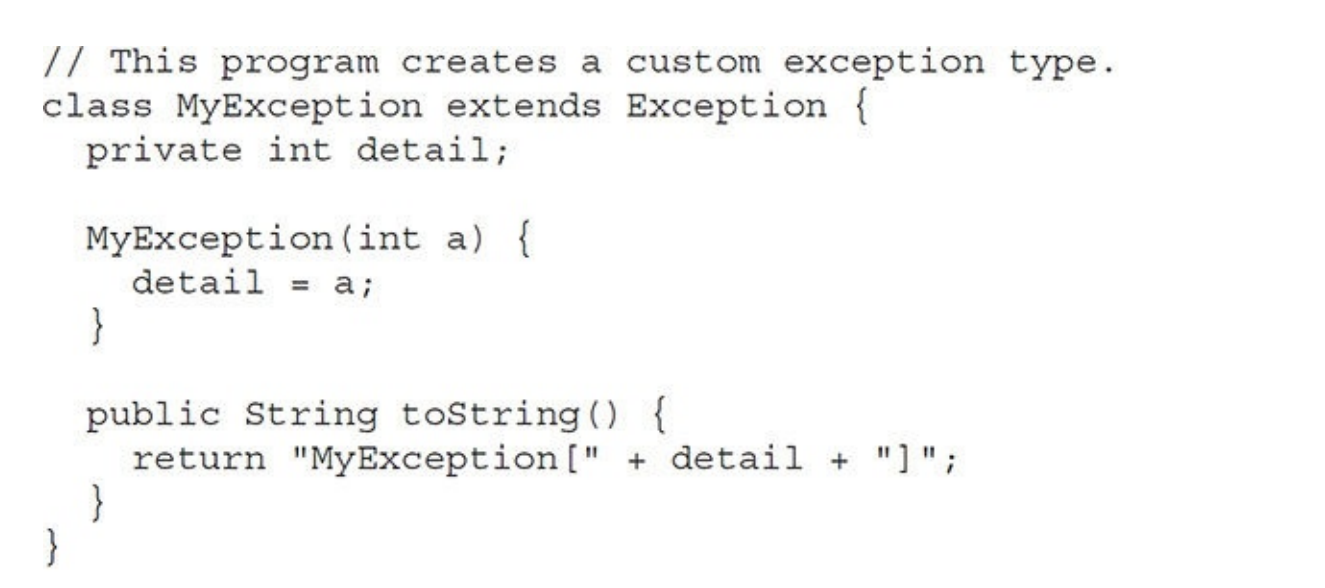 // This program creates a custom exception type.
class MyException extends Exception {
  private int detail;

  MyException(int a) {
    detail = a;
  }

  public String toString() {
    return "MyException[" + detail + "]";
  }
}